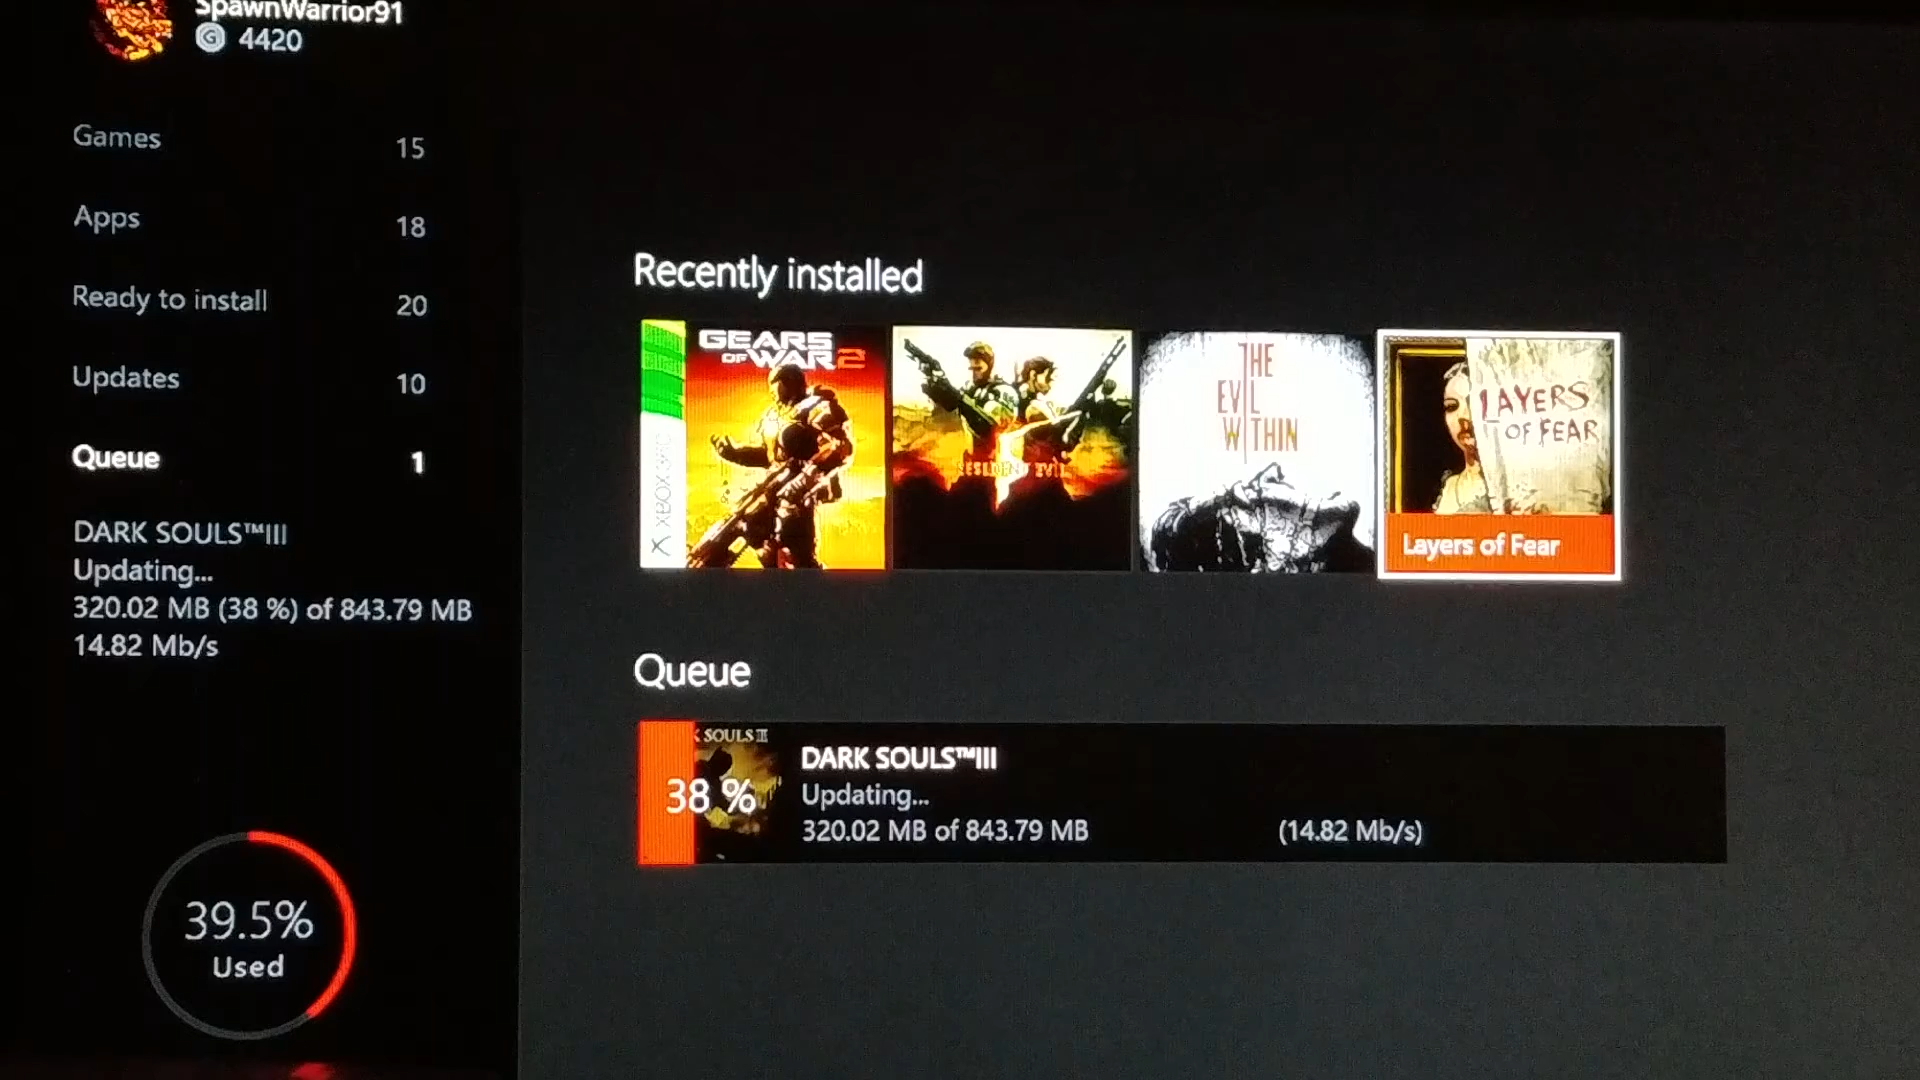 SpawnWarrior91
G 4420
Games 15
Apps 18
Ready to install 20
Updates 10
Queue 1
DARK SOULS™III
Updating...
320.02 MB (38 %) of 843.79 MB
14.82 Mb/s
39.5%
Used
Recently installed
XBOX 360
GEARS
OF WAR 2
RESIDENT EVIL
5
THE
EVIL
WITHIN
LAYERS
OF FEAR
Layers of Fear
Queue
K SOULS III
38 %
DARK SOULS™III
Updating...
320.02 MB of 843.79 MB (14.82 Mb/s)